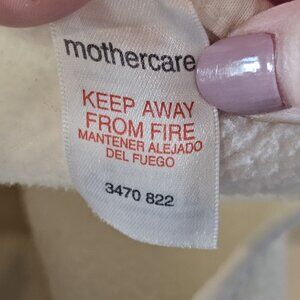 mothercare
KEEP AWAY
FROM FIRE
MANTENER ALEJADO
DEL FUEGO
3470 822